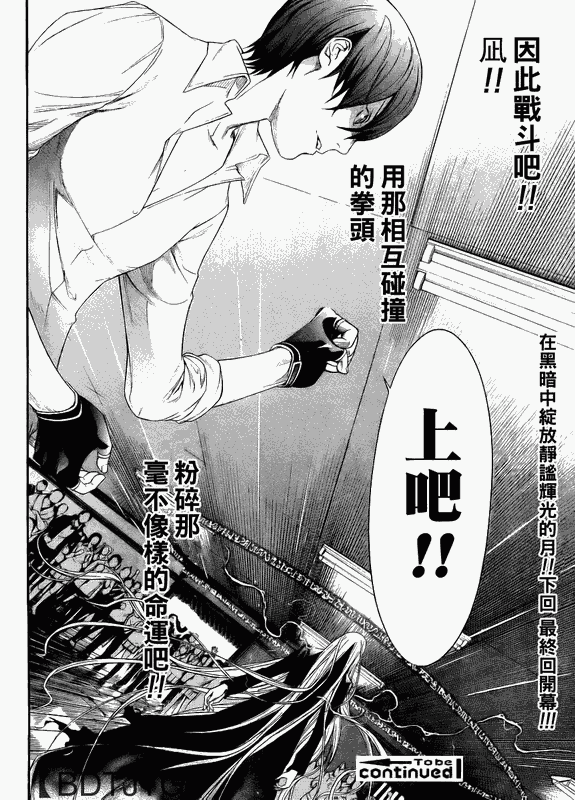 因此戰斗吧!!
凪!!
用那相互碰撞
的拳頭
上吧!!
粉碎那
毫不像樣的命運吧!!
在黑暗中綻放靜謐輝光的月!!下回 最終回開幕!!!
To be
continued